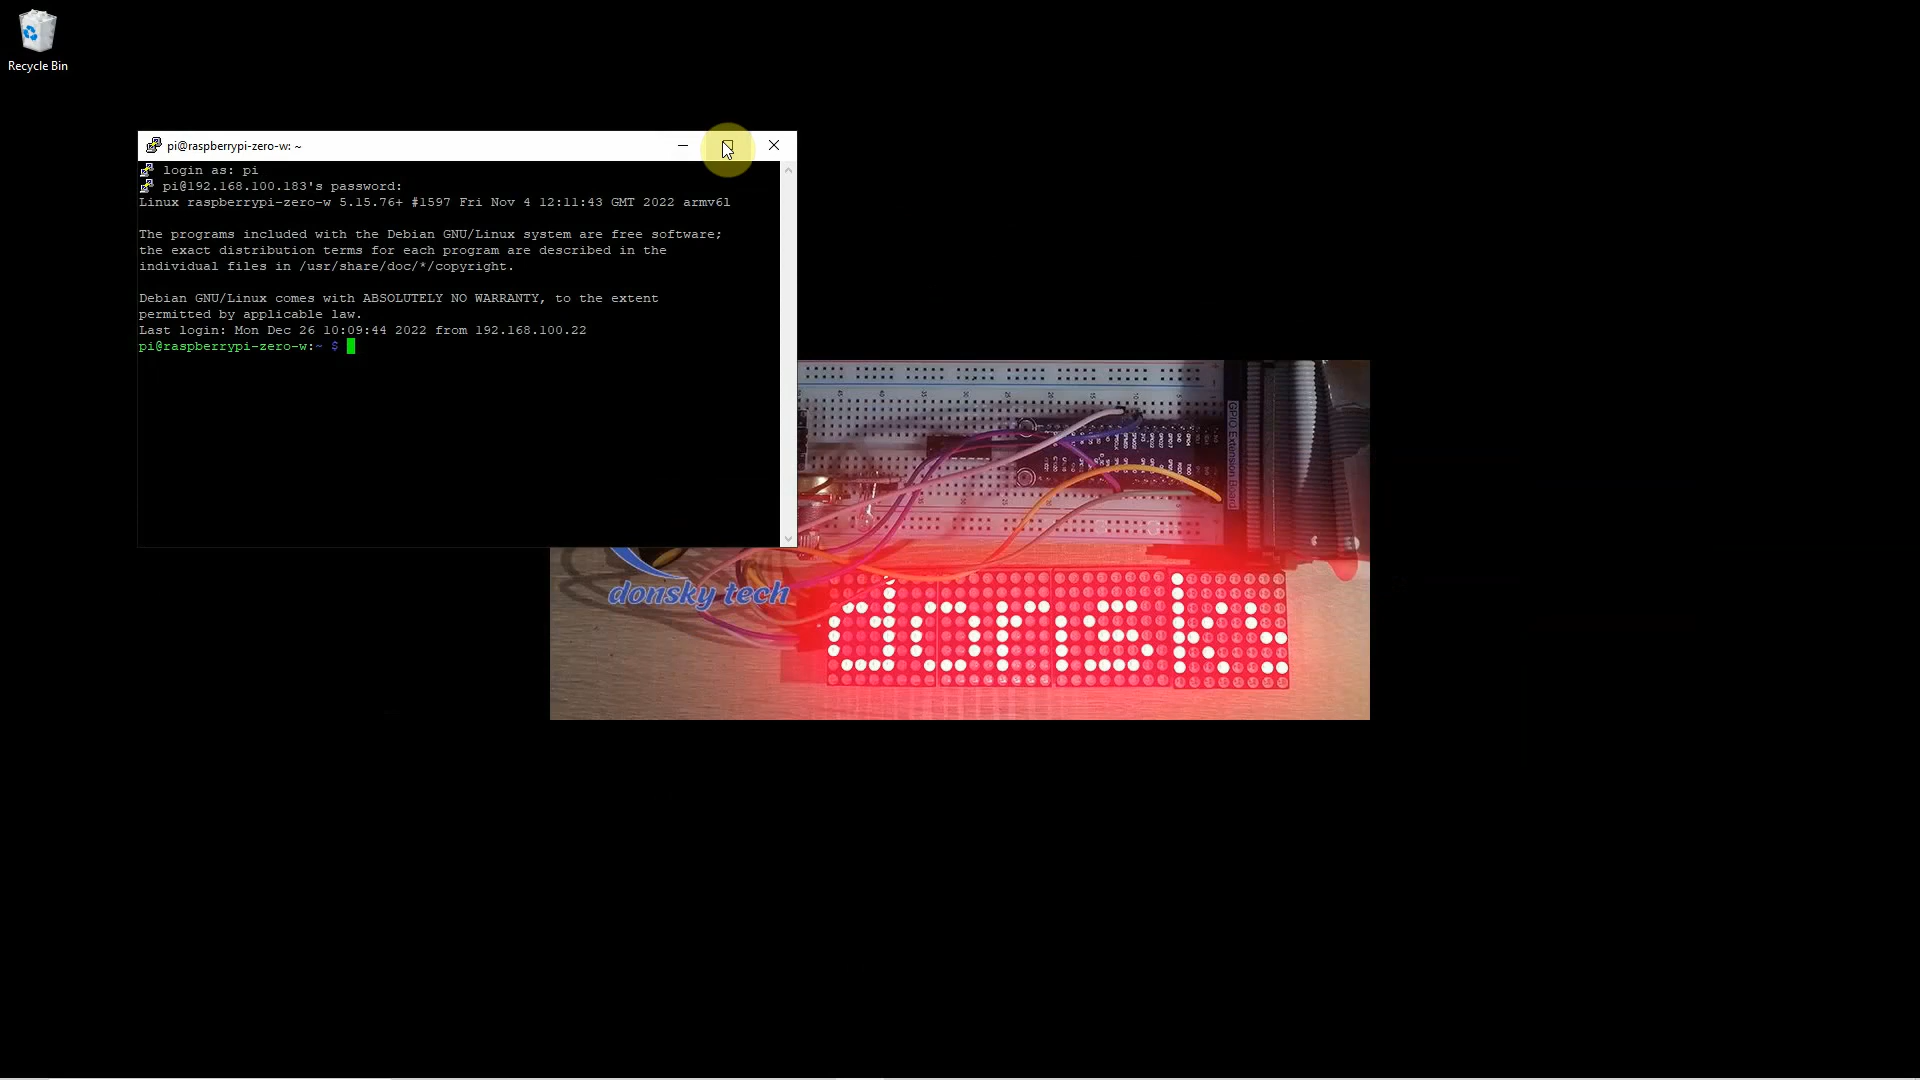 Recycle Bin
pi@raspberrypi-zero-w: ~
login as: pi
pi@192.168.100.183's password:
Linux raspberrypi-zero-w 5.15.76+ #1597 Fri Nov 4 12:11:43 GMT 2022 armv6l
The programs included with the Debian GNU/Linux system are free software;
the exact distribution terms for each program are described in the
individual files in /usr/share/doc/*/copyright.
Debian GNU/Linux comes with ABSOLUTELY NO WARRANTY, to the extent
permitted by applicable law.
Last login: Mon Dec 26 10:09:44 2022 from 192.168.100.22
pi@raspberrypi-zero-w:~ $
GPIO Extension Board
donsky tech